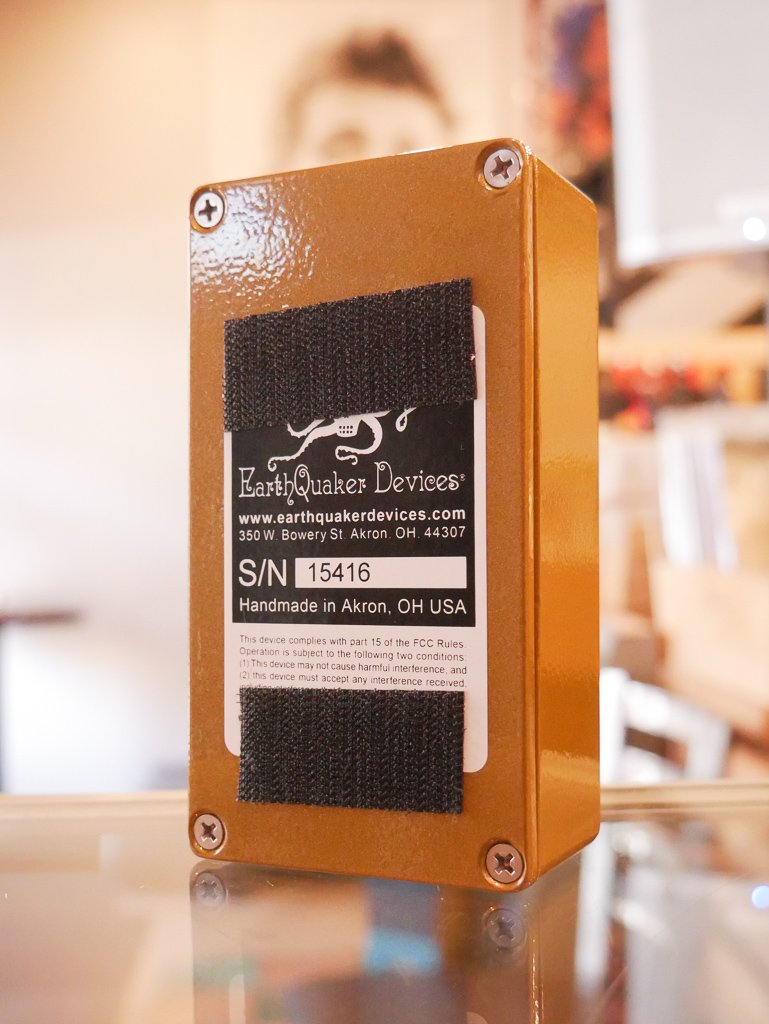 EarthQuaker Devices®
www.earthquakerdevices.com
350 W. Bowery St. Akron. OH. 44307
S/N 15416
Handmade in Akron, OH USA
This device complies with part 15 of the FCC Rules.
Operation is subject to the following two conditions:
(1) This device may not cause harmful interference, and
(2) this device must accept any interference received,